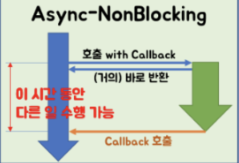 Async-NonBlocking
호출 with Callback
(거의) 바로 반환
이 시간 동안
다른 일 수행 가능
Callback 호출